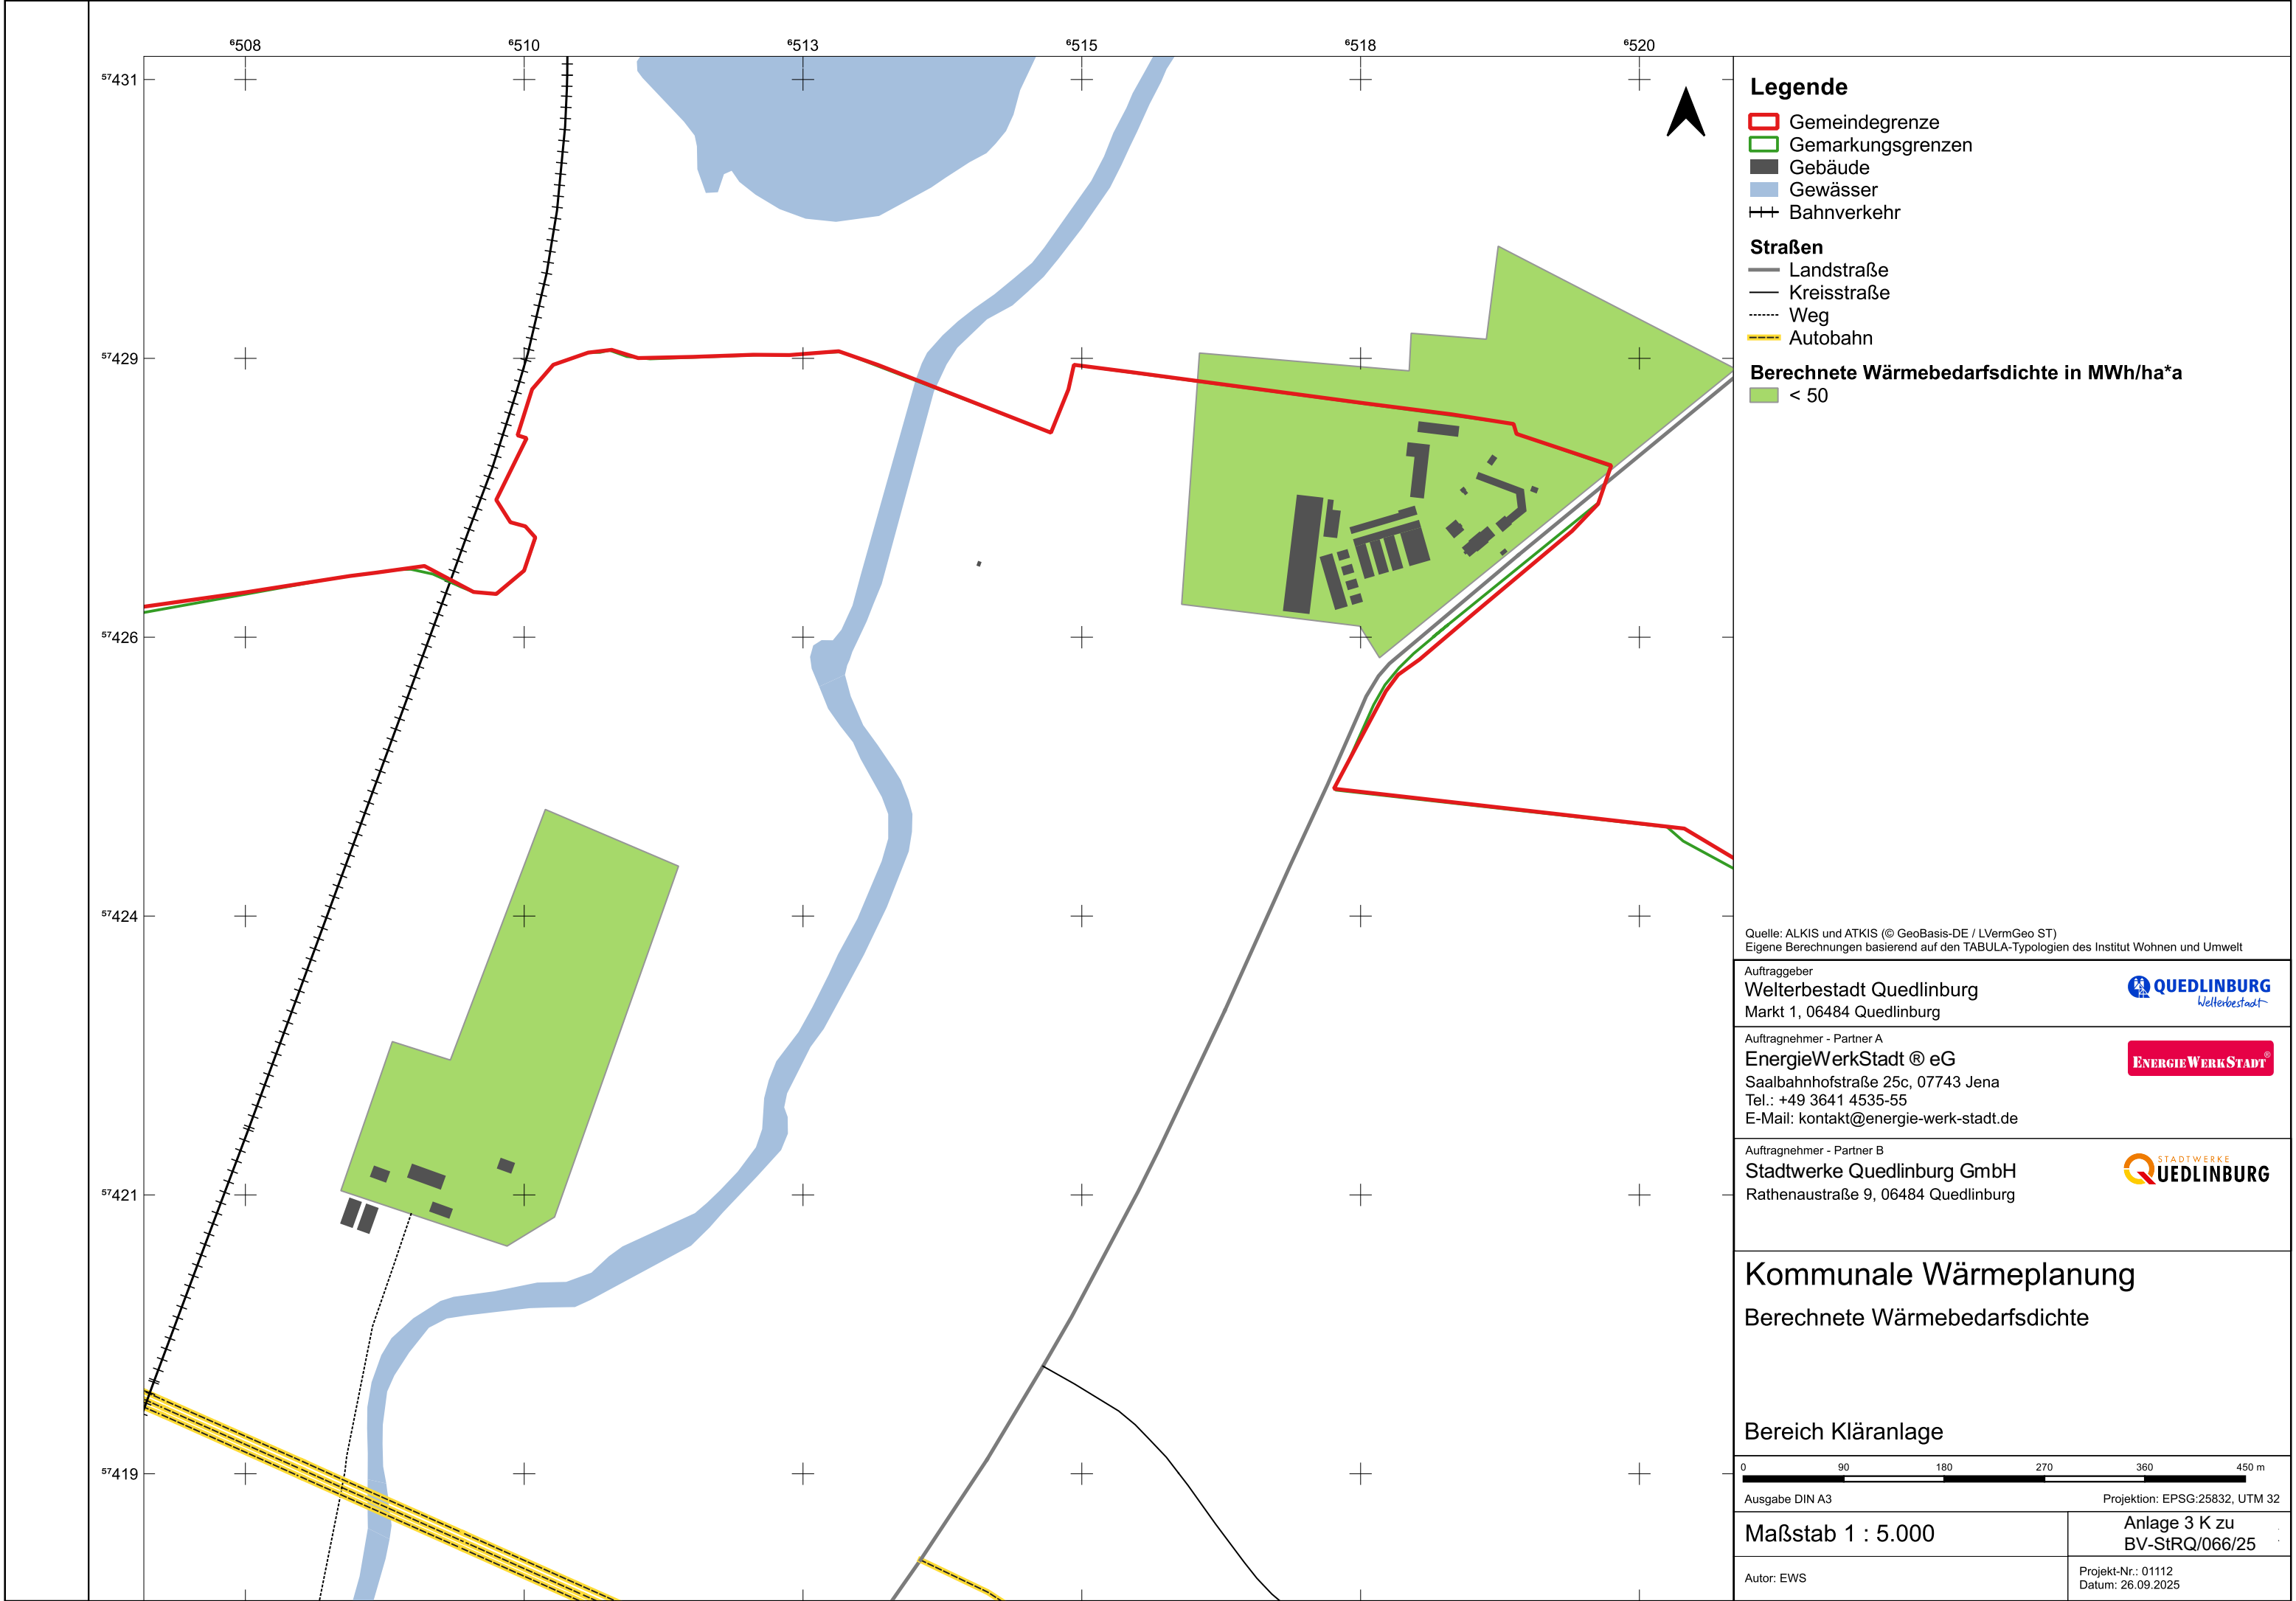 ⁶508 ⁶510 ⁶513 ⁶515 ⁶518 ⁶520
⁵⁷431
⁵⁷429
⁵⁷426
⁵⁷424
⁵⁷421
⁵⁷419
Legende
Gemeindegrenze
Gemarkungsgrenzen
Gebäude
Gewässer
Bahnverkehr
Straßen
Landstraße
Kreisstraße
Weg
Autobahn
Berechnete Wärmebedarfsdichte in MWh/ha*a
< 50
Quelle: ALKIS und ATKIS (© GeoBasis-DE / LVermGeo ST)
Eigene Berechnungen basierend auf den TABULA-Typologien des Institut Wohnen und Umwelt
Auftraggeber
Welterbestadt Quedlinburg
Markt 1, 06484 Quedlinburg
QUEDLINBURG
Welterbestadt
Auftragnehmer - Partner A
EnergieWerkStadt ® eG
Saalbahnhofstraße 25c, 07743 Jena
Tel.: +49 3641 4535-55
E-Mail: kontakt@energie-werk-stadt.de
ENERGIEWERKSTADT®
Auftragnehmer - Partner B
Stadtwerke Quedlinburg GmbH
Rathenaustraße 9, 06484 Quedlinburg
STADTWERKE
QUEDLINBURG
Kommunale Wärmeplanung
Berechnete Wärmebedarfsdichte
Bereich Kläranlage
0 90 180 270 360 450 m
Ausgabe DIN A3 Projektion: EPSG:25832, UTM 32
Maßstab 1 : 5.000
Anlage 3 K zu
BV-StRQ/066/25
Autor: EWS
Projekt-Nr.: 01112
Datum: 26.09.2025